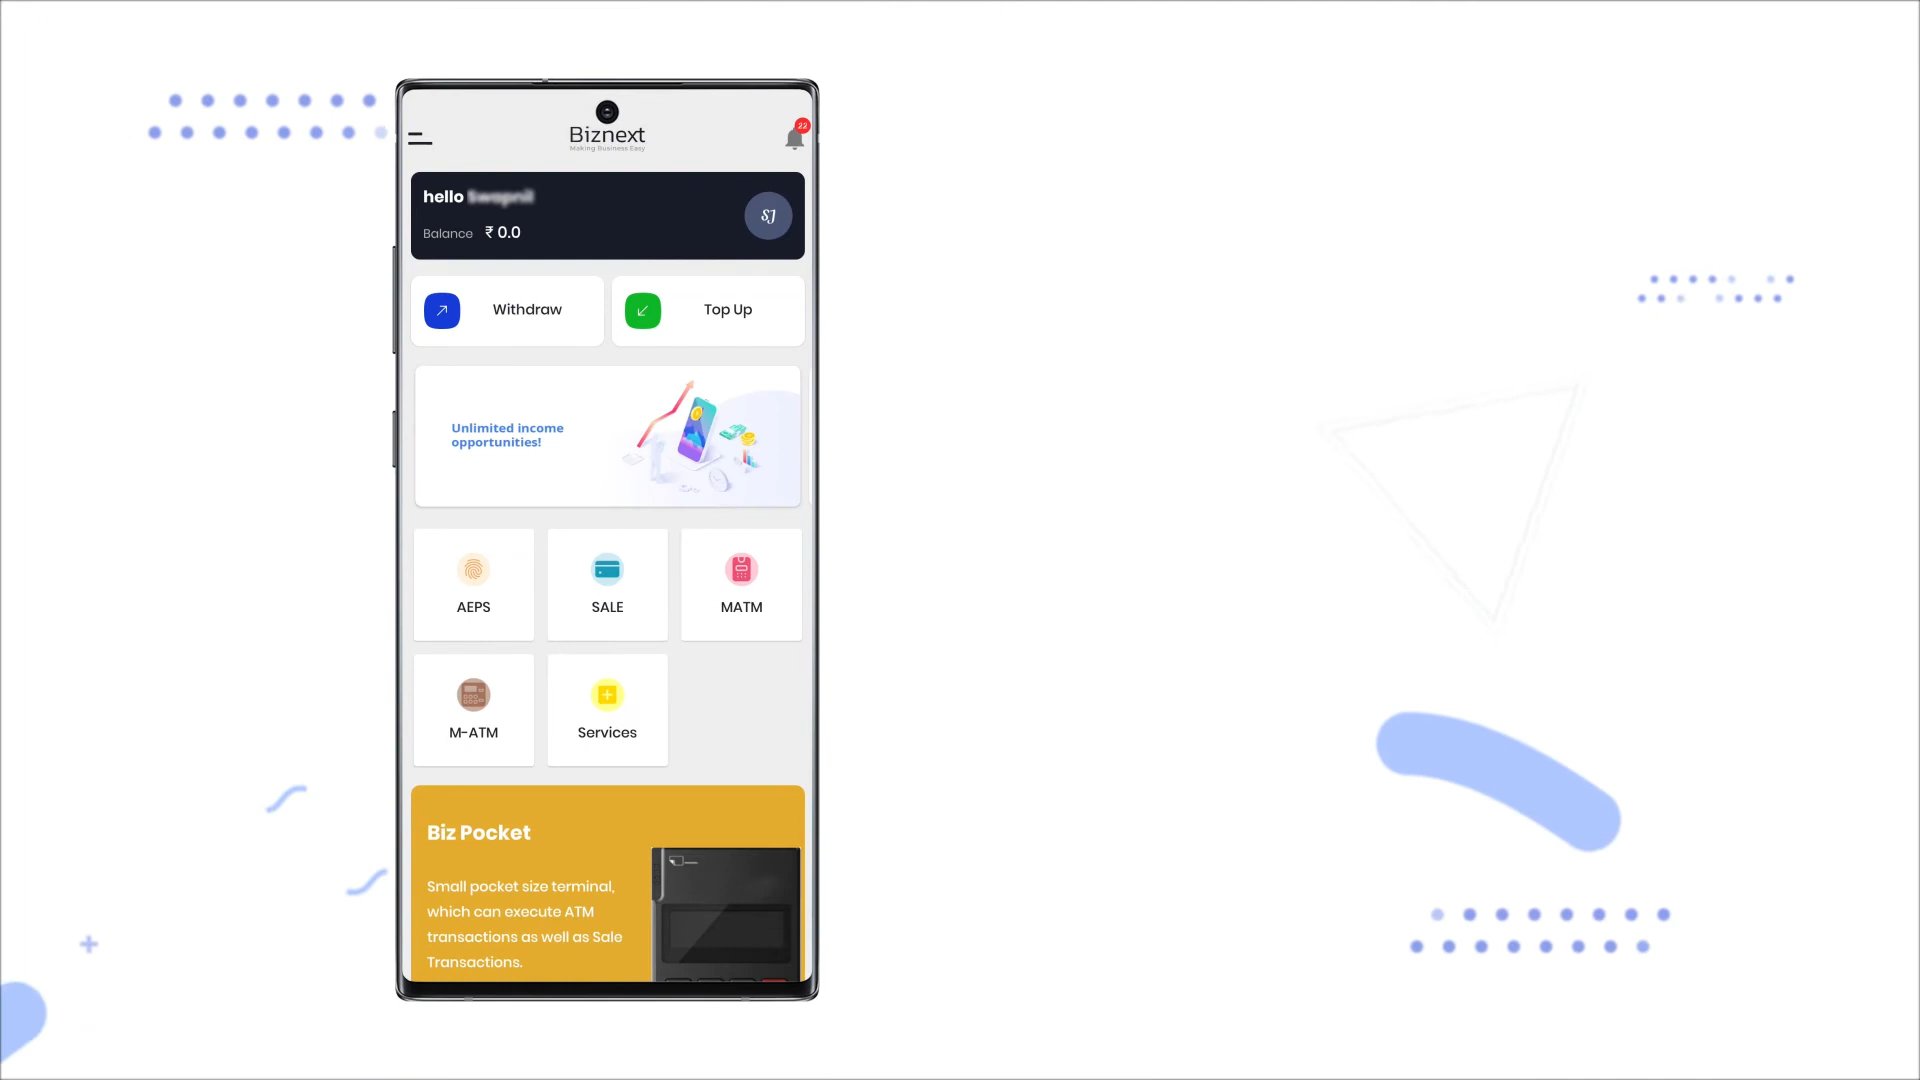 Biznext
Making Business Easy
22
hello
Balance ₹ 0.0
SJ
Withdraw
Top Up
Unlimited income
opportunities!
AEPS
SALE
MATM
M-ATM
Services
Biz Pocket
Small pocket size terminal,
which can execute ATM
transactions as well as Sale
Transactions.